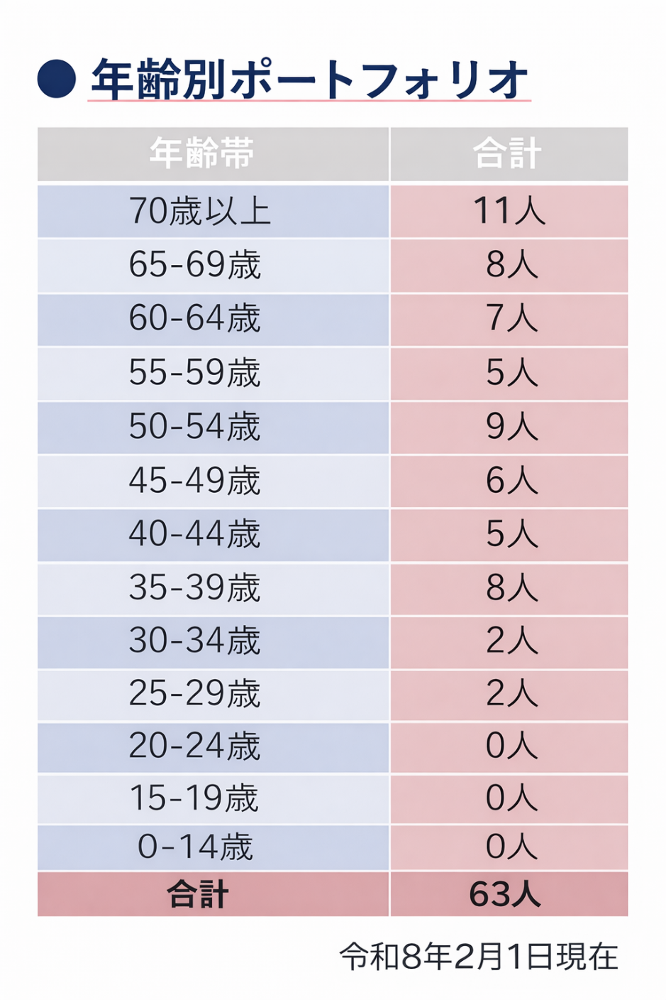 ● 年齢別ポートフォリオ
年齢帯 合計
70歳以上 11人
65-69歳 8人
60-64歳 7人
55-59歳 5人
50-54歳 9人
45-49歳 6人
40-44歳 5人
35-39歳 8人
30-34歳 2人
25-29歳 2人
20-24歳 0人
15-19歳 0人
0-14歳 0人
合計 63人
令和8年2月1日現在